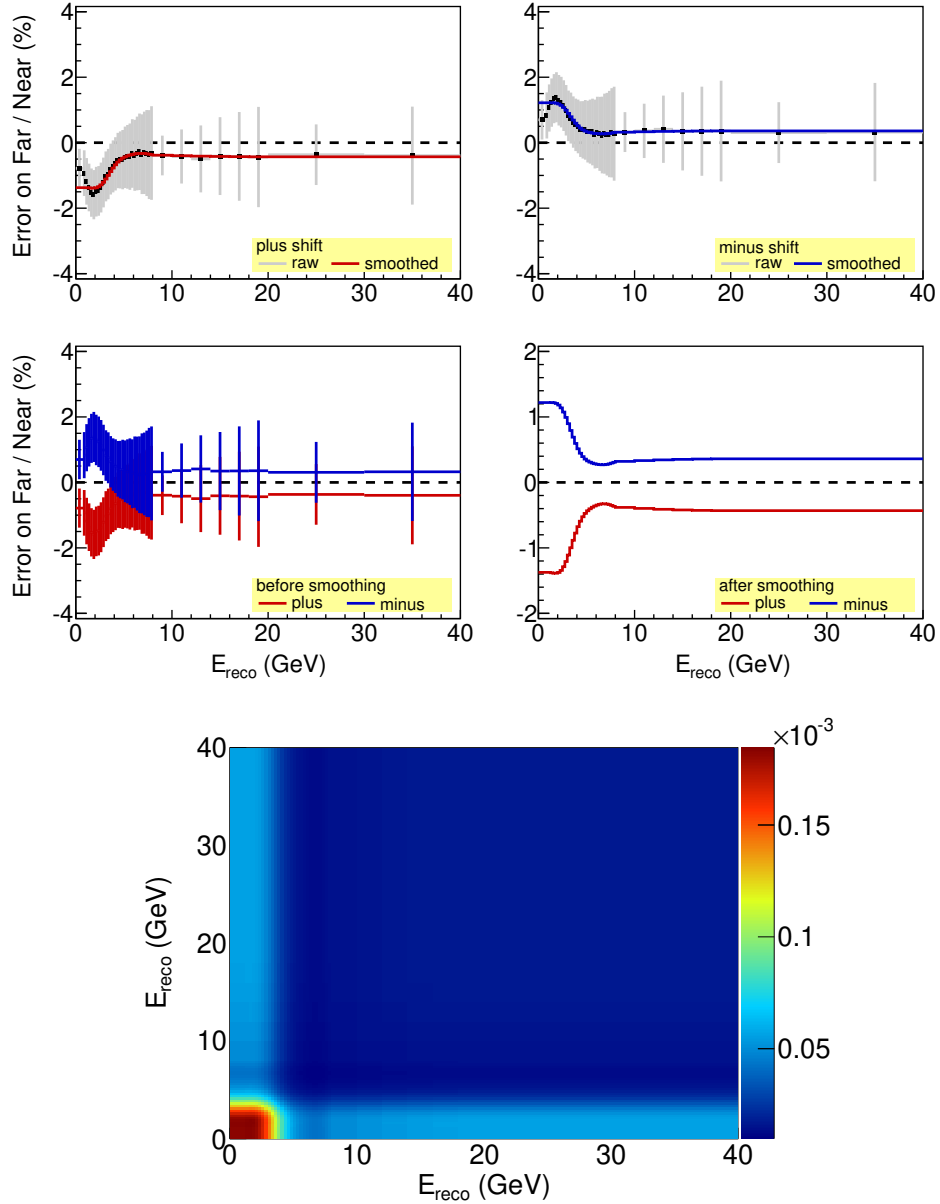 Error on Far / Near (%)
4
2
0
−2
−4
0 10 20 30 40
plus shift
raw smoothed
4
2
0
−2
−4
0 10 20 30 40
minus shift
raw smoothed
Error on Far / Near (%)
4
2
0
−2
−4
0 10 20 30 40
E_reco (GeV)
before smoothing
plus minus
2
1
0
−1
−2
0 10 20 30 40
E_reco (GeV)
after smoothing
plus minus
×10^-3
E_reco (GeV)
40
30
20
10
0
0 10 20 30 40
E_reco (GeV)
0.15
0.1
0.05